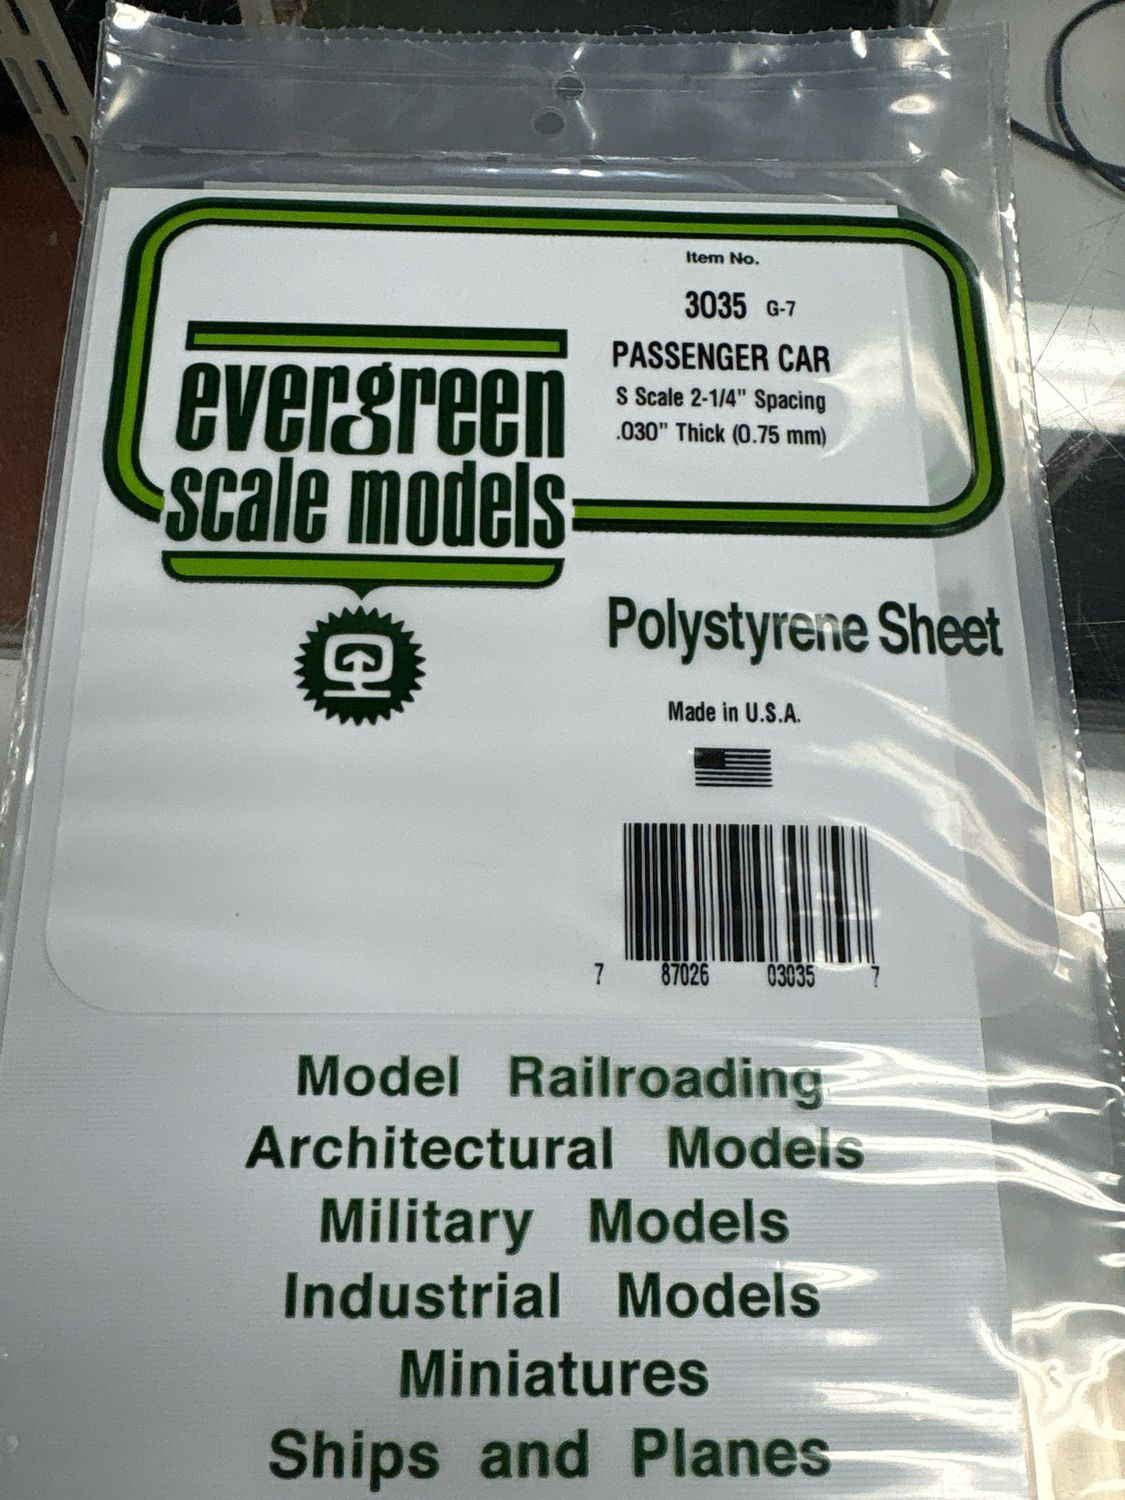 Item No.
3035 G-7
PASSENGER CAR
S Scale 2-1/4" Spacing
.030" Thick (0.75 mm)
evergreen
scale models
Polystyrene Sheet
Made in U.S.A.
7 87026 03035 7
Model Railroading
Architectural Models
Military Models
Industrial Models
Miniatures
Ships and Planes